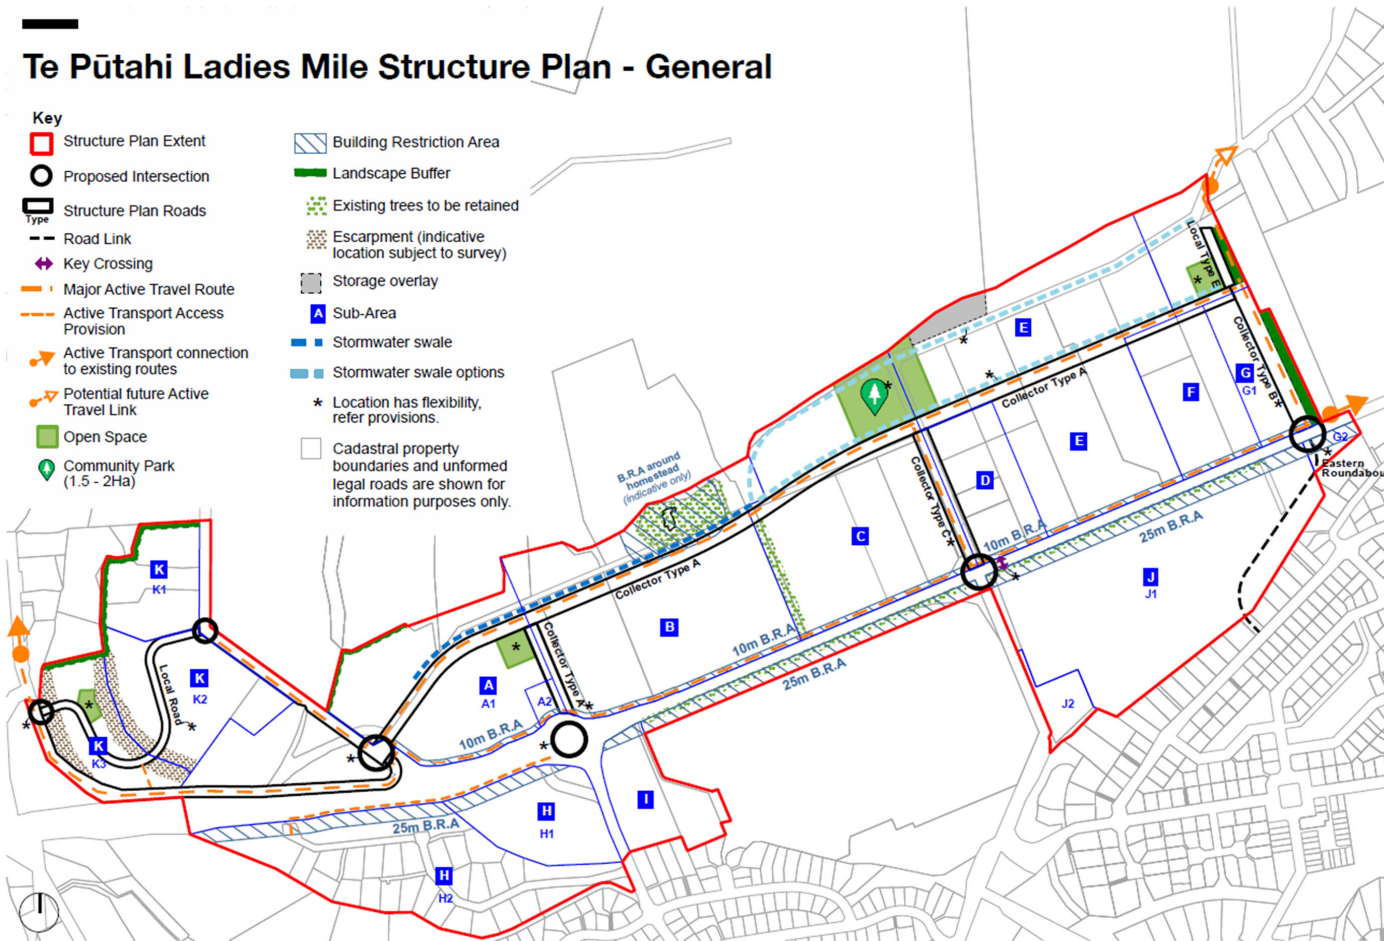 Te Pūtahi Ladies Mile Structure Plan - General
Key
Structure Plan Extent
Proposed Intersection
Type
Structure Plan Roads
Road Link
Key Crossing
Major Active Travel Route
Active Transport Access
Provision
Active Transport connection
to existing routes
Potential future Active
Travel Link
Open Space
Community Park
(1.5 - 2Ha)
Building Restriction Area
Landscape Buffer
Existing trees to be retained
Escarpment (indicative
location subject to survey)
Storage overlay
A Sub-Area
Stormwater swale
Stormwater swale options
* Location has flexibility,
refer provisions.
Cadastral property
boundaries and unformed
legal roads are shown for
information purposes only.
Local Type E
*
E
*
*
*
Collector Type A
Collector Type B
*
G
G1
F
G2
*
Eastern
Roundabou
E
D
Collector Type C
*
10m B.R.A
25m B.R.A
*
C
B.R.A around
homestead
(indicative only)
Collector Type A
B
10m B.R.A
25m B.R.A
J
J1
J2
K
K1
K
K2
Local Road
*
*
*
K
K3
*
A
A1
A2
Collector Type A
*
*
10m B.R.A
*
25m B.R.A
H
H1
I
H
H2